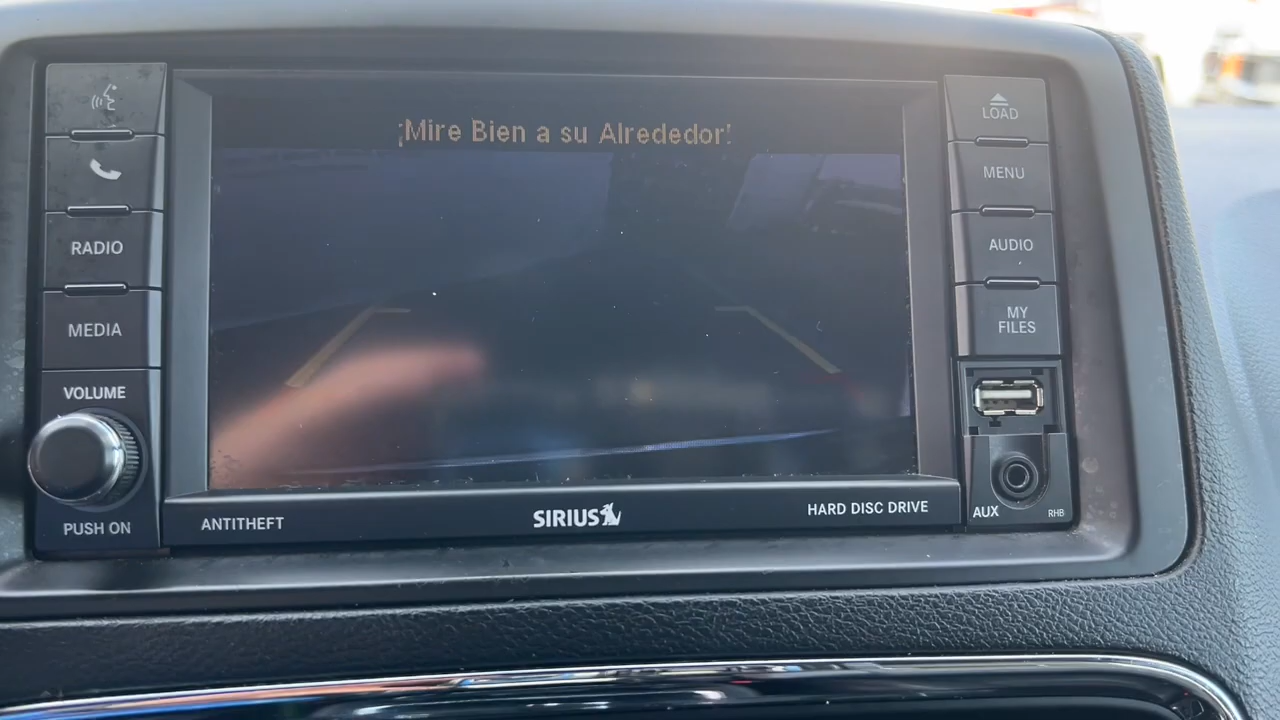 ¡Mire Bien a su Alrededor!
RADIO
MEDIA
VOLUME
PUSH ON
ANTITHEFT
SIRIUS
HARD DISC DRIVE
LOAD
MENU
AUDIO
MY
FILES
AUX
RHB